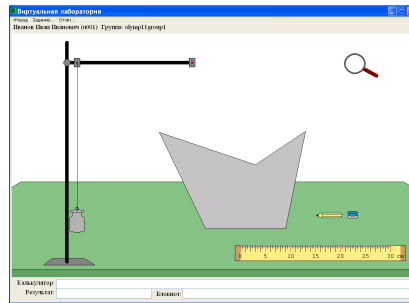 Виртуальная лаборатория
<Назад Задание... Отчет...
Иванов Иван Иванович (u001) Группа: olymp11group1
0 5 10 15 20 25 30 см
Калькулятор:
Результат: Блокнот: